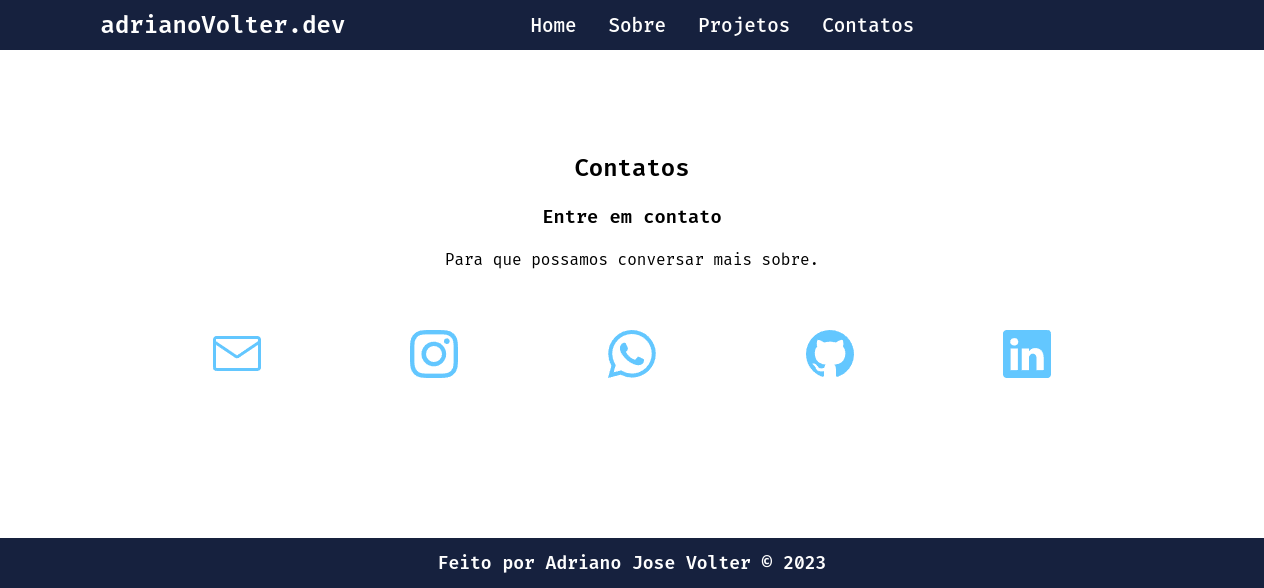 adrianoVolter.dev
Home Sobre Projetos Contatos
Contatos
Entre em contato
Para que possamos conversar mais sobre.
in
Feito por Adriano Jose Volter © 2023